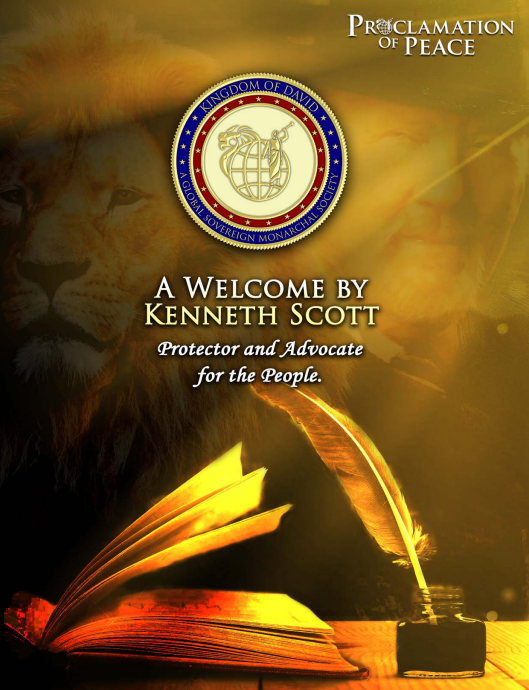 PROCLAMATION
OF PEACE
KINGDOM OF DAVID
A GLOBAL SOVEREIGN MONARCHAL SOCIETY
A WELCOME BY
KENNETH SCOTT
Protector and Advocate
for the People.